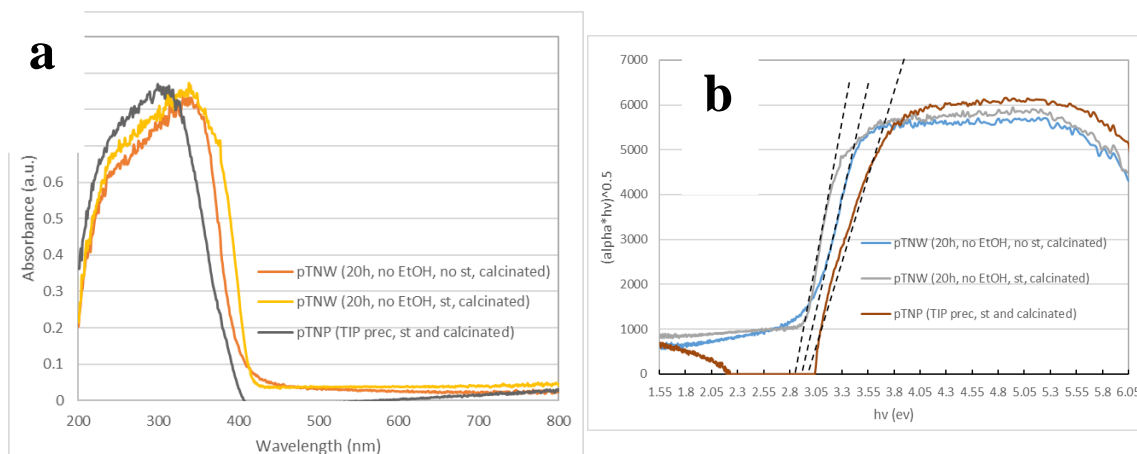 a
Absorbance (a.u.)
0.6
0.5
0.4
0.3
0.2
0.1
0
200 300 400 500 600 700 800
Wavelength (nm)
pTNW (20h, no EtOH, no st, calcinated)
pTNW (20h, no EtOH, st, calcinated)
pTNP (TIP prec, st and calcinated)
b
(alpha*hv)^0.5
7000
6000
5000
4000
3000
2000
1000
0
1.55 1.8 2.05 2.3 2.55 2.8 3.05 3.3 3.55 3.8 4.05 4.3 4.55 4.8 5.05 5.3 5.55 5.8 6.05
hv (ev)
pTNW (20h, no EtOH, no st, calcinated)
pTNW (20h, no EtOH, st, calcinated)
pTNP (TIP prec, st and calcinated)